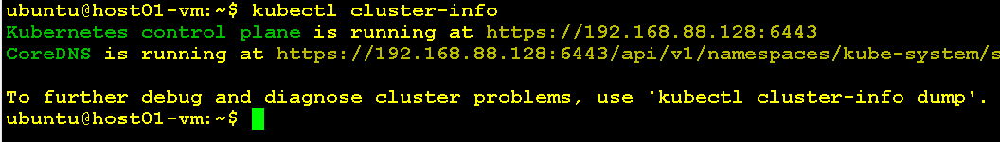 ubuntu@host01-vm:~$ kubectl cluster-info
Kubernetes control plane is running at https://192.168.88.128:6443
CoreDNS is running at https://192.168.88.128:6443/api/v1/namespaces/kube-system/s
To further debug and diagnose cluster problems, use 'kubectl cluster-info dump'.
ubuntu@host01-vm:~$